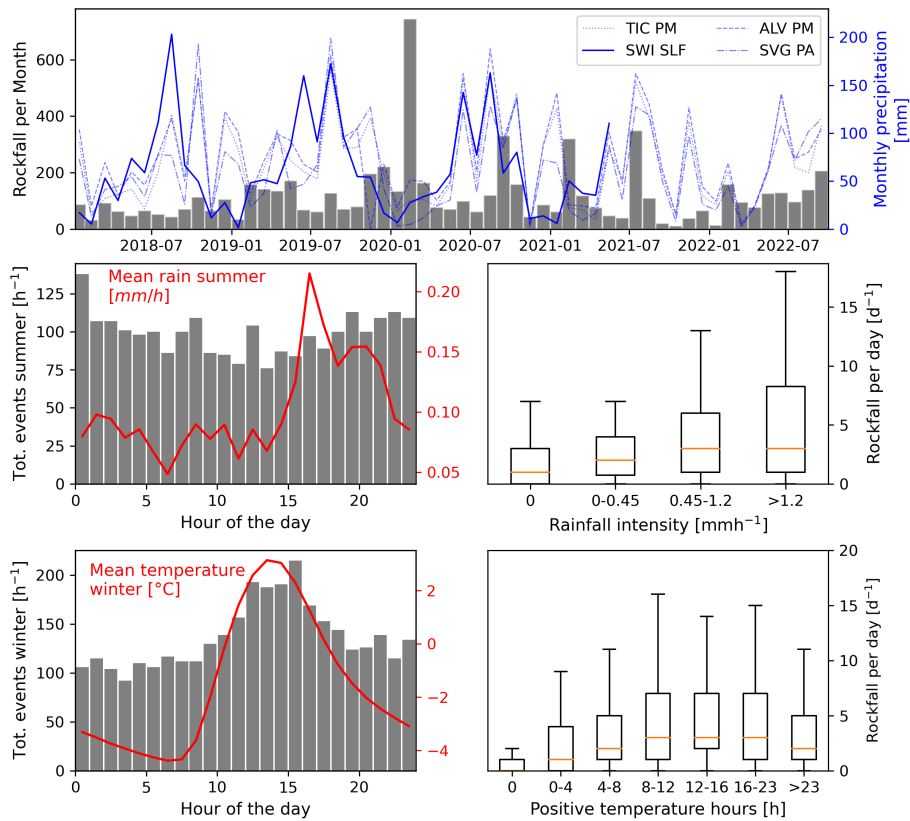 TIC PM
SWI SLF
ALV PM
SVG PA
Rockfall per Month
600
400
200
0
200
150
100
50
0
Monthly precipitation
[mm]
2018-07 2019-01 2019-07 2020-01 2020-07 2021-01 2021-07 2022-01 2022-07
Mean rain summer
[mm/h]
Tot. events summer [h⁻¹]
125
100
75
50
25
0
0.20
0.15
0.10
0.05
0 5 10 15 20
Hour of the day
15
10
5
0
Rockfall per day [d⁻¹]
0 0-0.45 0.45-1.2 >1.2
Rainfall intensity [mmh⁻¹]
Mean temperature
winter [°C]
Tot. events winter [h⁻¹]
200
150
100
50
0
2
0
−2
−4
0 5 10 15 20
Hour of the day
20
15
10
5
0
Rockfall per day [d⁻¹]
0 0-4 4-8 8-12 12-16 16-23 >23
Positive temperature hours [h]